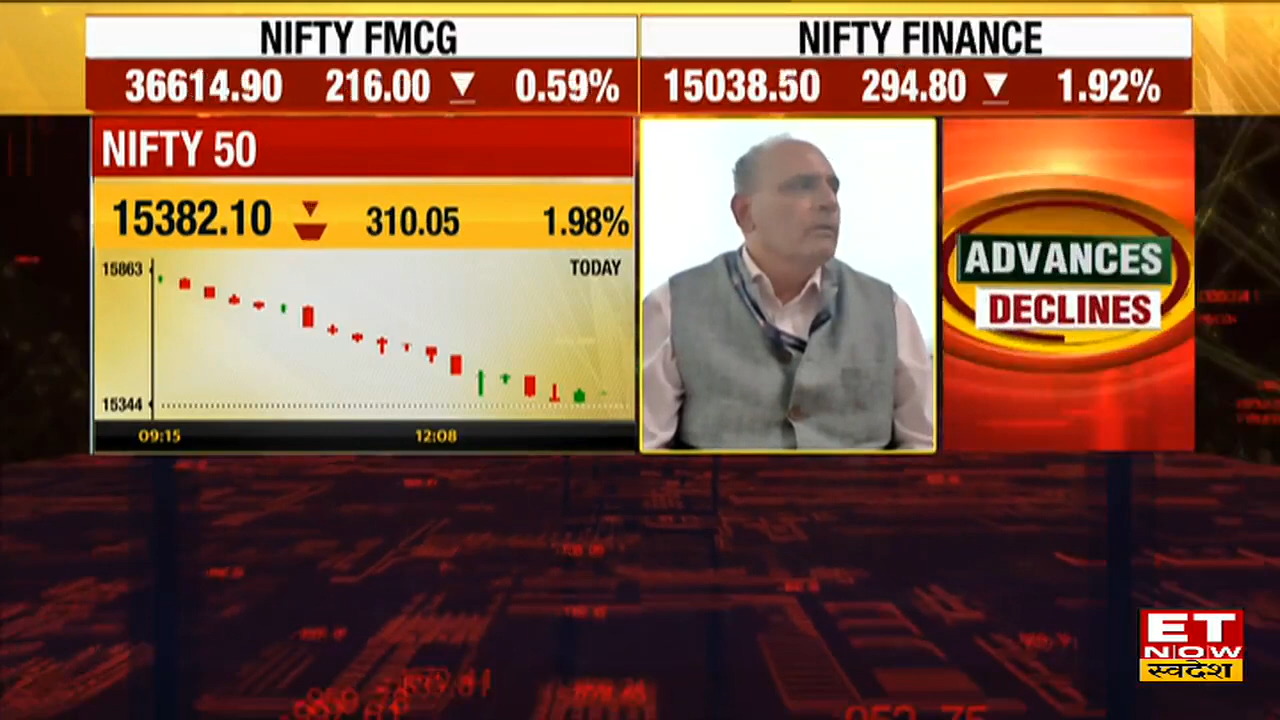 NIFTY FMCG
36614.90 216.00 ▼ 0.59%
NIFTY FINANCE
15038.50 294.80 ▼ 1.92%
NIFTY 50
15382.10 310.05 1.98%
15863
TODAY
15344
09:15 12:08
ADVANCES
DECLINES
ET
NOW
स्वदेश